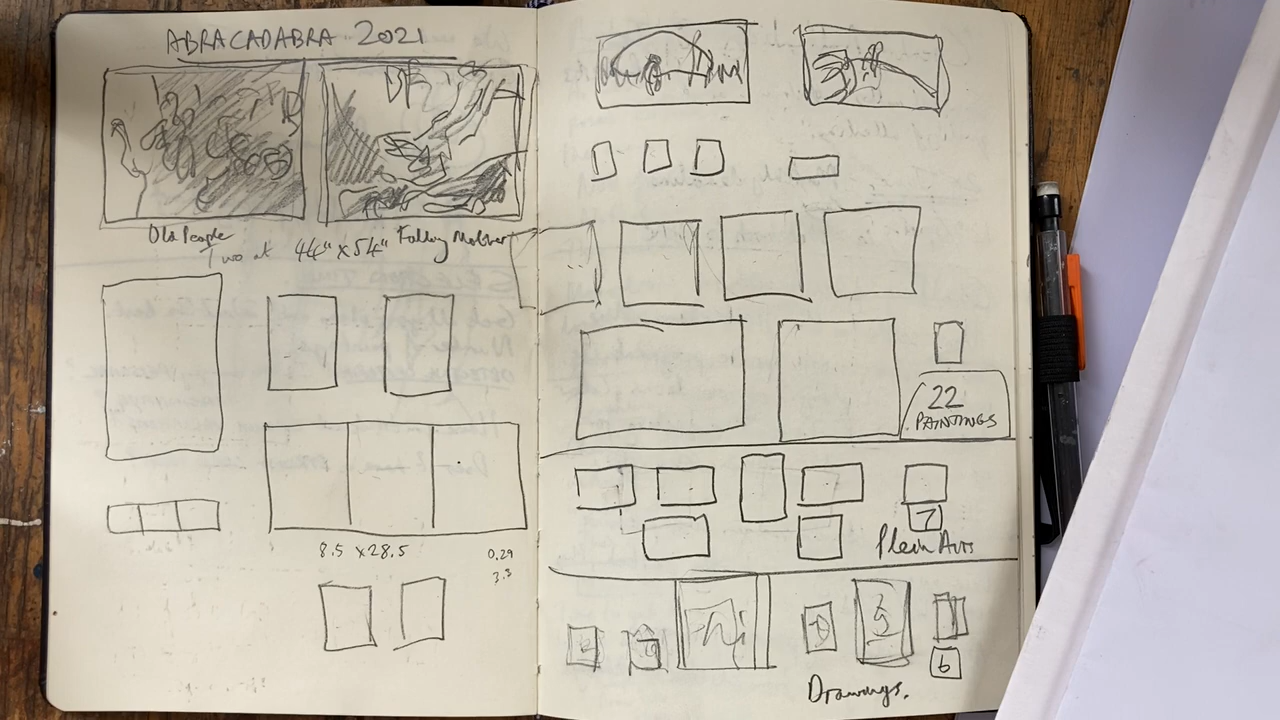 ABRACADABRA 2021
Old People
Two at 44" x 54" Falling Mother
8.5 x 28.5
0.29
3.3
22
PAINTINGS
7
Plein Airs
6
Drawings.